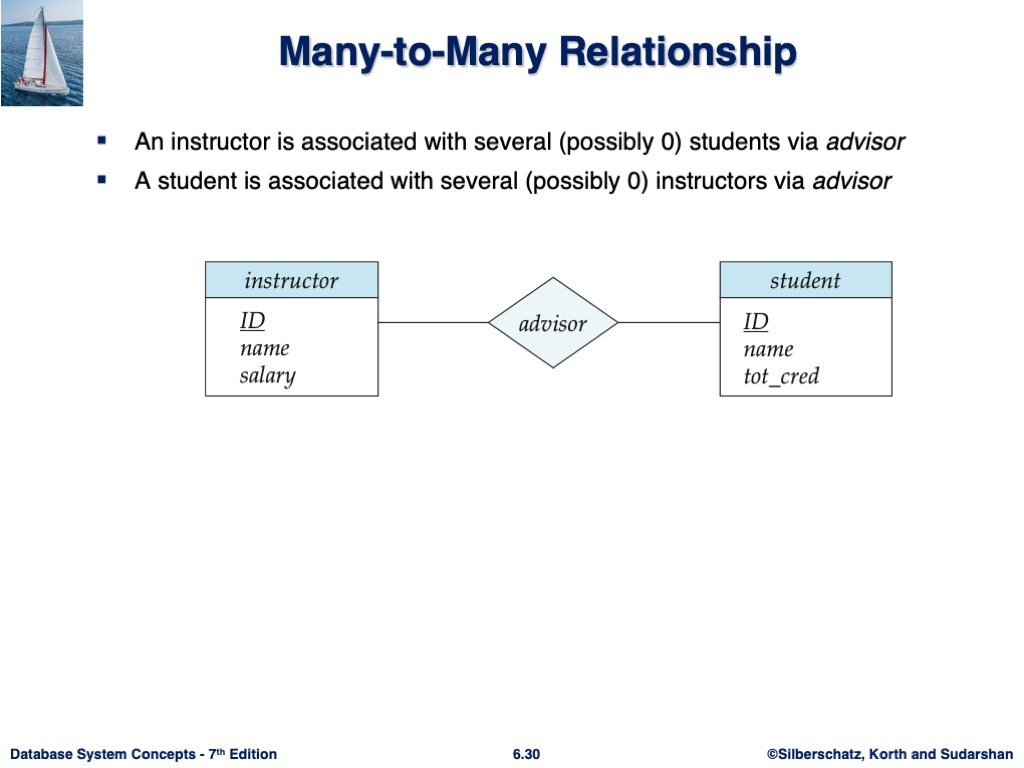 Many-to-Many Relationship
▪ An instructor is associated with several (possibly 0) students via advisor
▪ A student is associated with several (possibly 0) instructors via advisor
instructor
ID
name
salary
advisor
student
ID
name
tot_cred
Database System Concepts - 7th Edition
6.30
©Silberschatz, Korth and Sudarshan